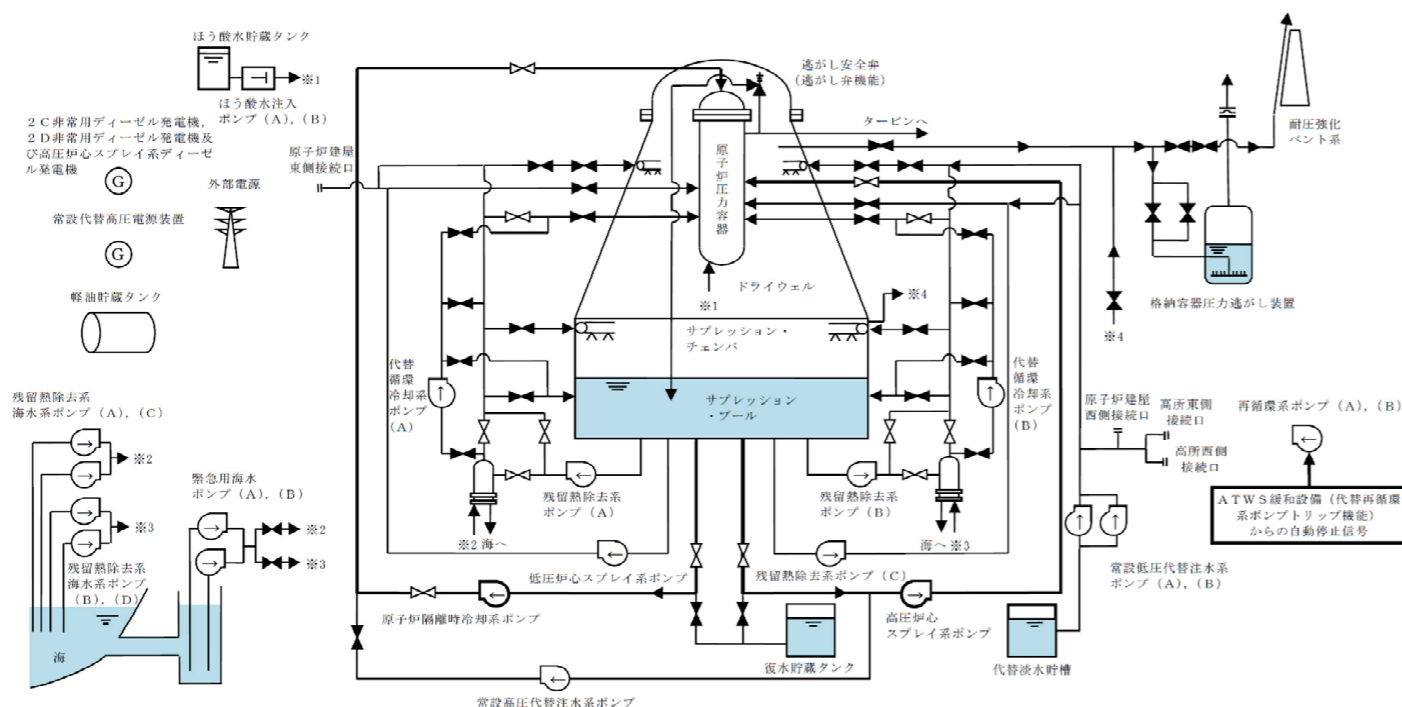 ほう酸水貯蔵タンク
※1
ほう酸水注入
ポンプ(A),(B)
2C非常用ディーゼル発電機,
2D非常用ディーゼル発電機及
び高圧炉心スプレイ系ディーゼ
ル発電機
G
外部電源
常設代替高圧電源装置
G
軽油貯蔵タンク
原子炉建屋
東側接続口
逃がし安全弁
(逃がし弁機能)
タービンへ
原子炉圧力容器
※1
ドライウェル
※4
サプレッション・
チェンバ
サプレッション
・プール
耐圧強化
ベント系
格納容器圧力逃がし装置
※4
代替
循環
冷却系
ポンプ
(A)
代替
循環
冷却系
ポンプ
(B)
残留熱除去系
海水系ポンプ(A),(C)
※2
※3
残留熱除去系
海水系ポンプ
(B),(D)
海
緊急用海水
ポンプ(A),(B)
※2
※3
残留熱除去系
ポンプ(A)
※2
海へ
残留熱除去系
ポンプ(B)
海へ
※3
低圧炉心スプレイ系ポンプ
残留熱除去系ポンプ(C)
原子炉隔離時冷却系ポンプ
高圧炉心
スプレイ系ポンプ
復水貯蔵タンク
常設高圧代替注水系ポンプ
原子炉建屋
西側接続口
高所東側
接続口
高所西側
接続口
常設低圧代替注水系
ポンプ(A),(B)
代替淡水貯槽
再循環系ポンプ(A),(B)
ATWS緩和設備(代替再循環
系ポンプトリップ機能)
からの自動停止信号